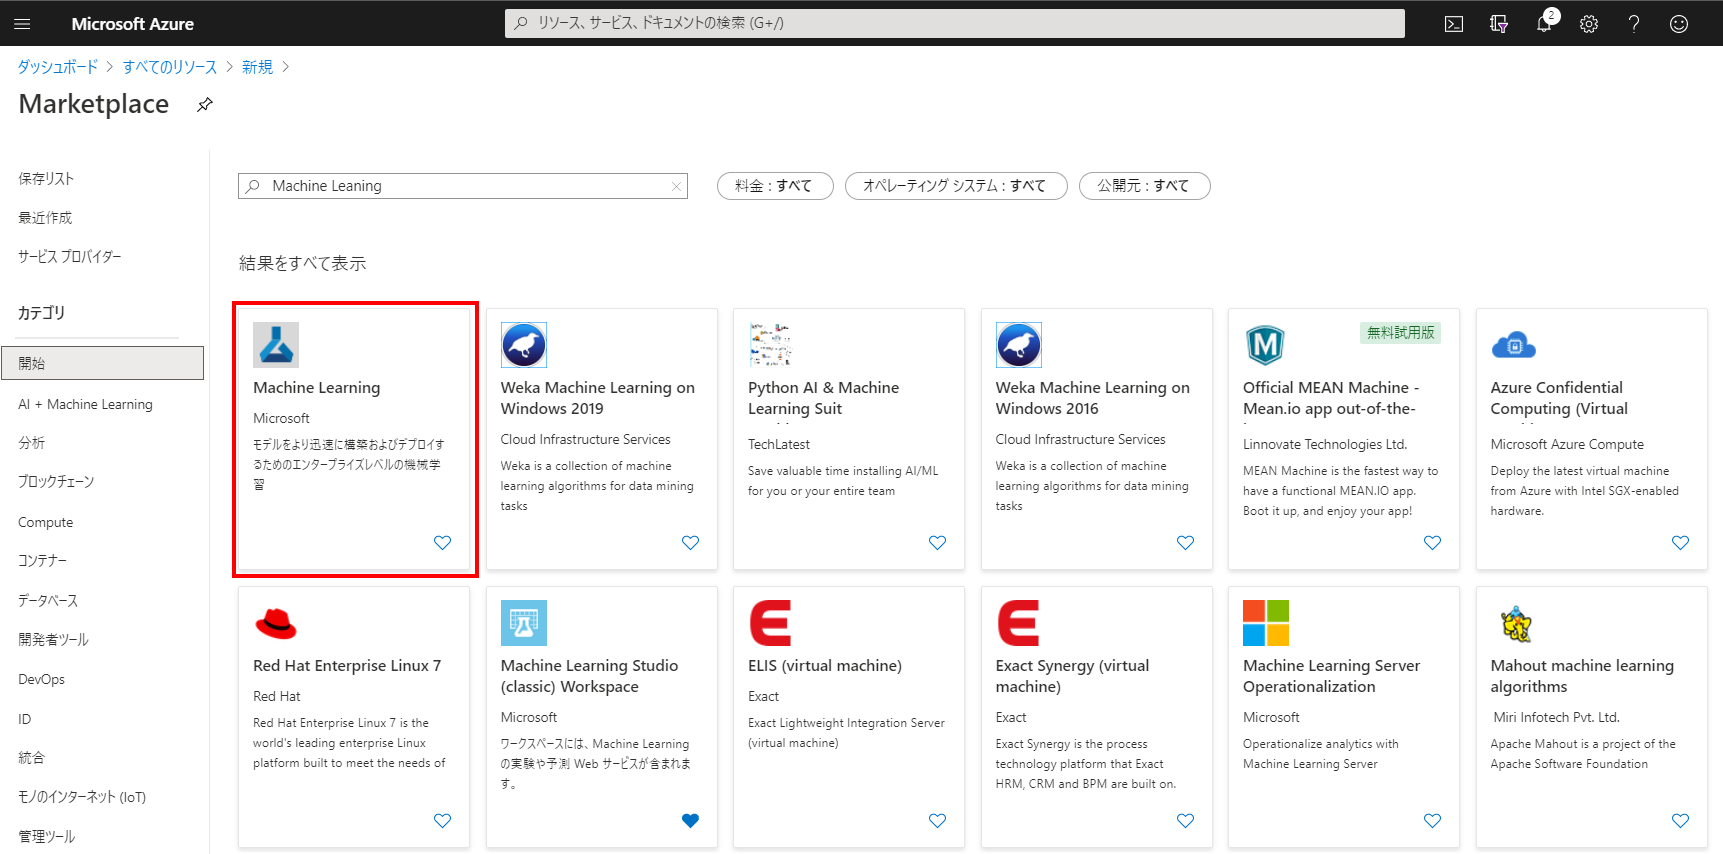 Microsoft Azure
リソース、サービス、ドキュメントの検索 (G+/)
2
ダッシュボード > すべてのリソース > 新規 >
Marketplace
保存リスト
最近作成
サービス プロバイダー
カテゴリ
開始
AI + Machine Learning
分析
ブロックチェーン
Compute
コンテナー
データベース
開発者ツール
DevOps
ID
統合
モノのインターネット (IoT)
管理ツール
Machine Leaning
料金 : すべて
オペレーティング システム : すべて
公開元 : すべて
結果をすべて表示
Machine Learning
Microsoft
モデルをより迅速に構築およびデプロイす
るためのエンタープライズレベルの機械学
習
Weka Machine Learning on
Windows 2019
Cloud Infrastructure Services
Weka is a collection of machine
learning algorithms for data mining
tasks
Python AI & Machine
Learning Suit
TechLatest
Save valuable time installing AI/ML
for you or your entire team
Weka Machine Learning on
Windows 2016
Cloud Infrastructure Services
Weka is a collection of machine
learning algorithms for data mining
tasks
無料試用版
Official MEAN Machine -
Mean.io app out-of-the-
Linnovate Technologies Ltd.
MEAN Machine is the fastest way to
have a functional MEAN.IO app.
Boot it up, and enjoy your app!
Azure Confidential
Computing (Virtual
Microsoft Azure Compute
Deploy the latest virtual machine
from Azure with Intel SGX-enabled
hardware.
Red Hat Enterprise Linux 7
Red Hat
Red Hat Enterprise Linux 7 is the
world's leading enterprise Linux
platform built to meet the needs of
Machine Learning Studio
(classic) Workspace
Microsoft
ワークスペースには、Machine Learning
の実験や予測 Web サービスが含まれま
す。
ELIS (virtual machine)
Exact
Exact Lightweight Integration Server
(virtual machine)
Exact Synergy (virtual
machine)
Exact
Exact Synergy is the process
technology platform that Exact
HRM, CRM and BPM are built on.
Machine Learning Server
Operationalization
Microsoft
Operationalize analytics with
Machine Learning Server
Mahout machine learning
algorithms
Miri Infotech Pvt. Ltd.
Apache Mahout is a project of the
Apache Software Foundation